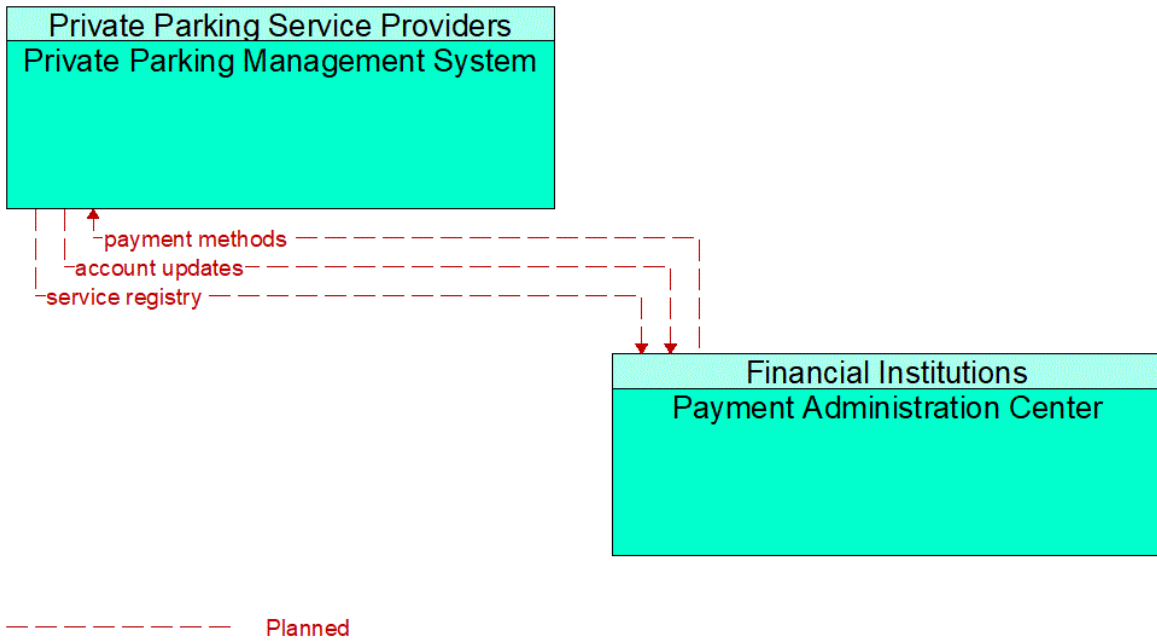 Private Parking Service Providers
Private Parking Management System
payment methods
account updates
service registry
Financial Institutions
Payment Administration Center
Planned